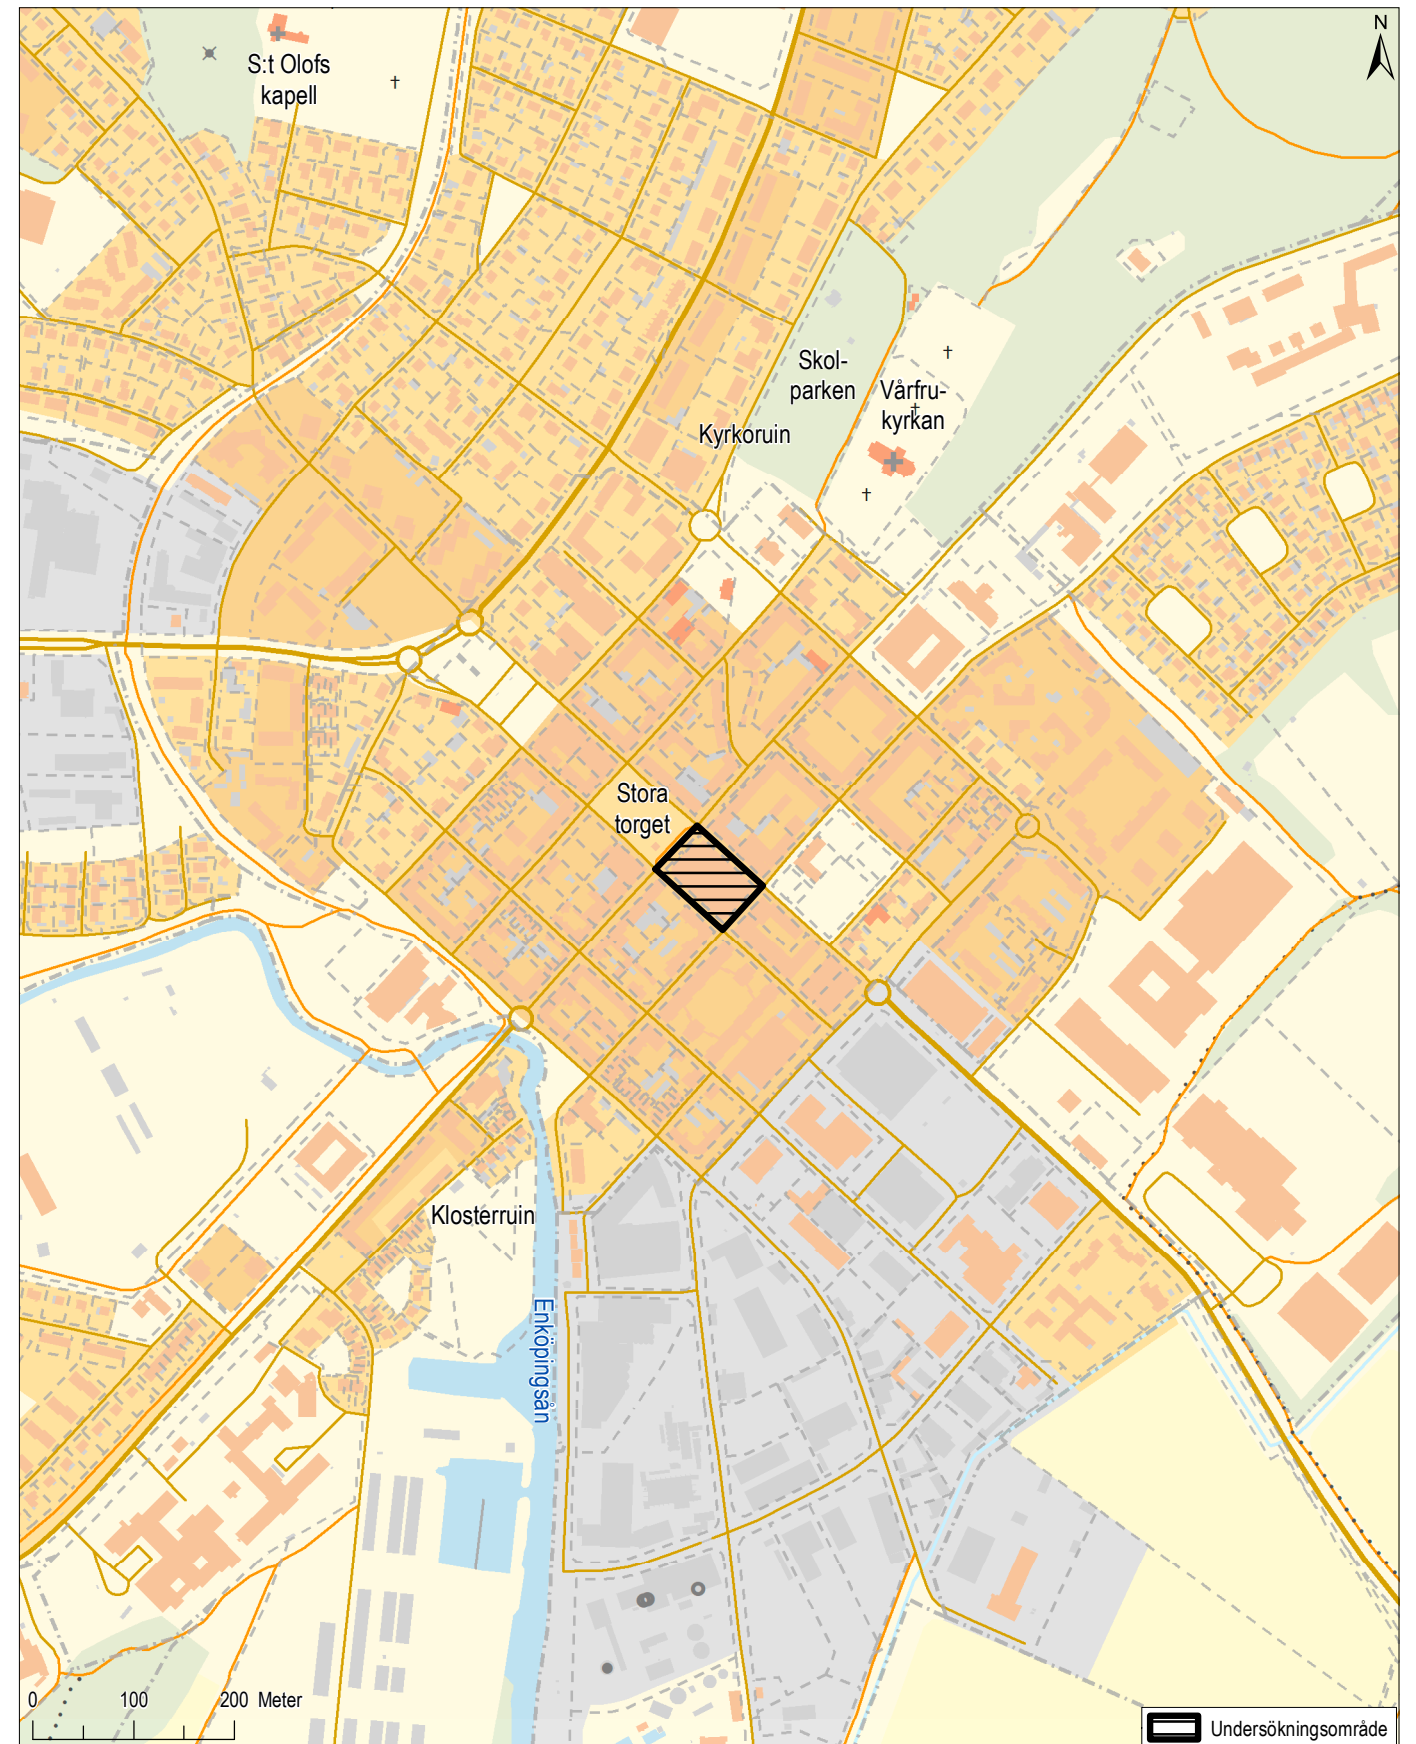 N
S:t Olofs
kapell
Skol-
parken
Vårfru-
kyrkan
Kyrkoruin
Stora
torget
Klosterruin
Enköpingsån
0 100 200 Meter
Undersökningsområde